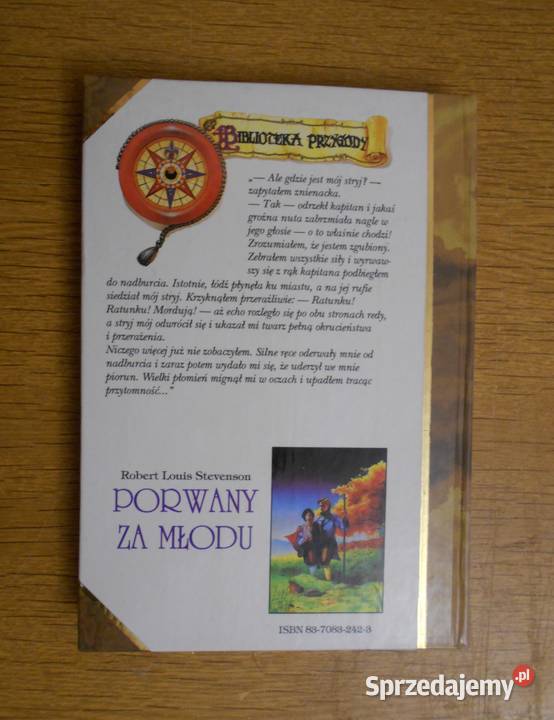 BIBLIOTEKA PRZYGODY
„— Ale gdzie jest mój stryj? —
zapytałem znienacka.
— Tak — odrzekł kapitan i jakaś
groźna nuta zabrzmiała nagle w
jego głosie — o to właśnie chodzi!
Zrozumiałem, że jestem zgubiony.
Zebrałem wszystkie siły i wyrwaw-
szy się z rąk kapitana podbiegłem
do nadburcia. Istotnie, łódź płynęła ku miastu, a na jej rufie
siedział mój stryj. Krzyknąłem przeraźliwie: — Ratunku!
Ratunku! Mordują! — aż echo rozległo się po obu stronach redy,
a stryj mój odwrócił się i ukazał mi twarz pełną okrucieństwa
i przerażenia.
Niczego więcej już nie zobaczyłem. Silne ręce oderwały mnie od
nadburcia i zaraz potem wydało mi się, że uderzył we mnie
piorun. Wielki płomień mignął mi w oczach i upadłem tracąc
przytomność..."
Robert Louis Stevenson
PORWANY
ZA MŁODU
ISBN 83-7083-242-3
Sprzedajemy.pl